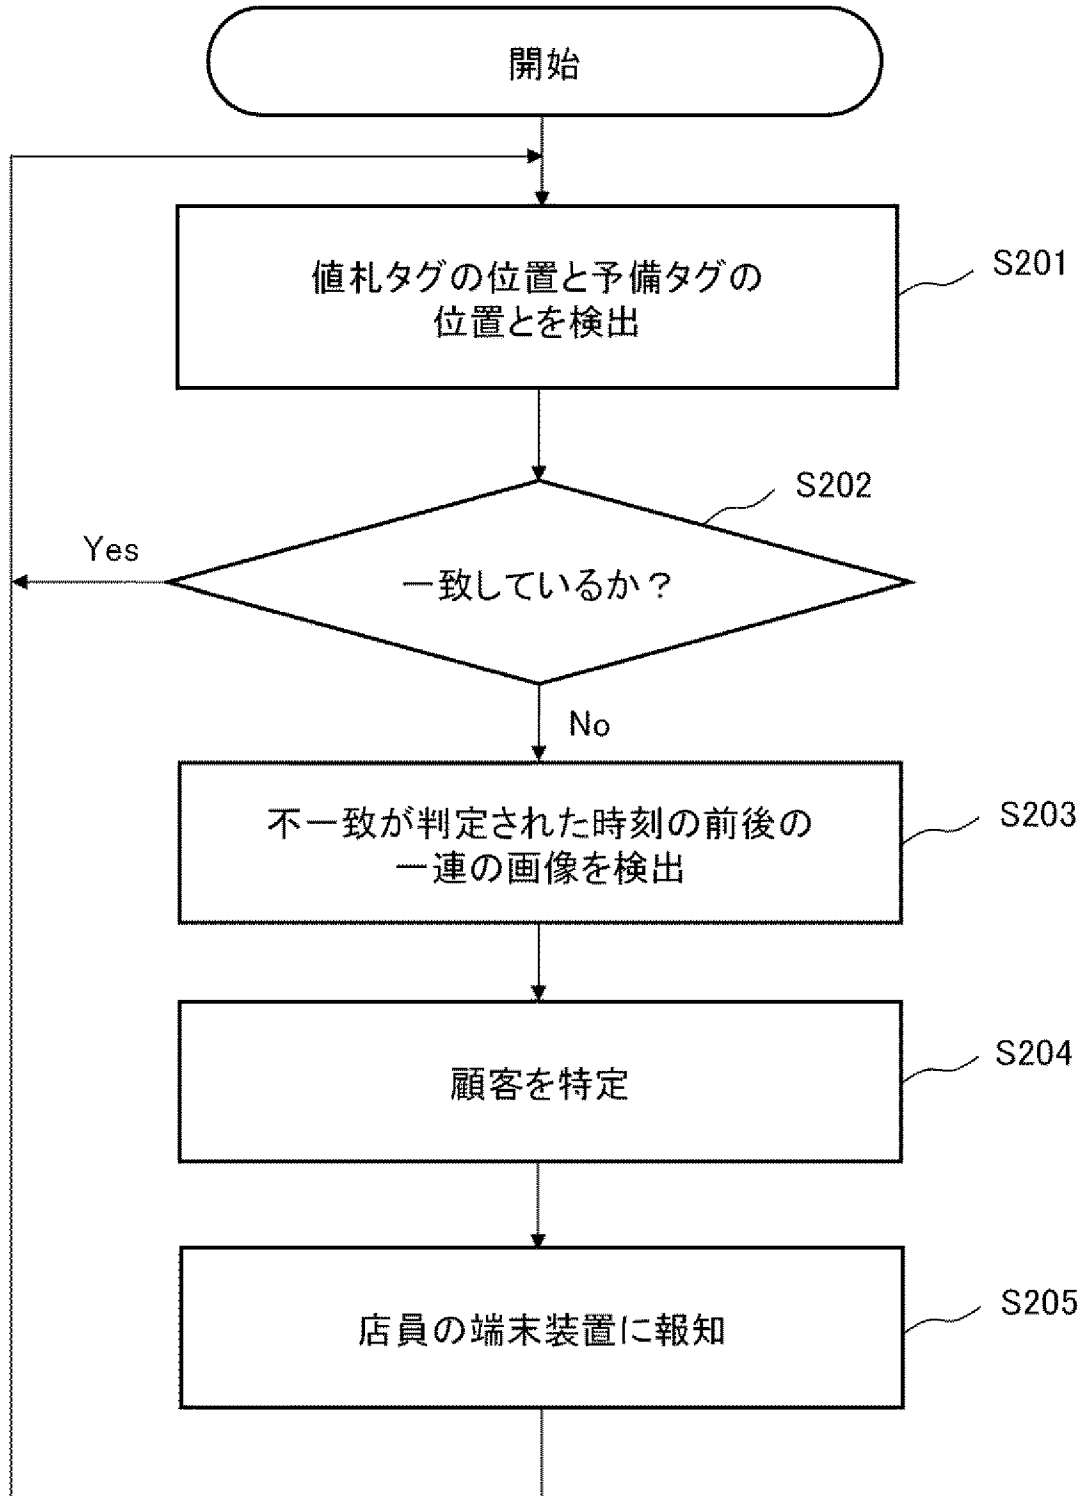 開始
値札タグの位置と予備タグの
位置とを検出
S201
S202
Yes
一致しているか？
No
不一致が判定された時刻の前後の
一連の画像を検出
S203
顧客を特定
S204
店員の端末装置に報知
S205